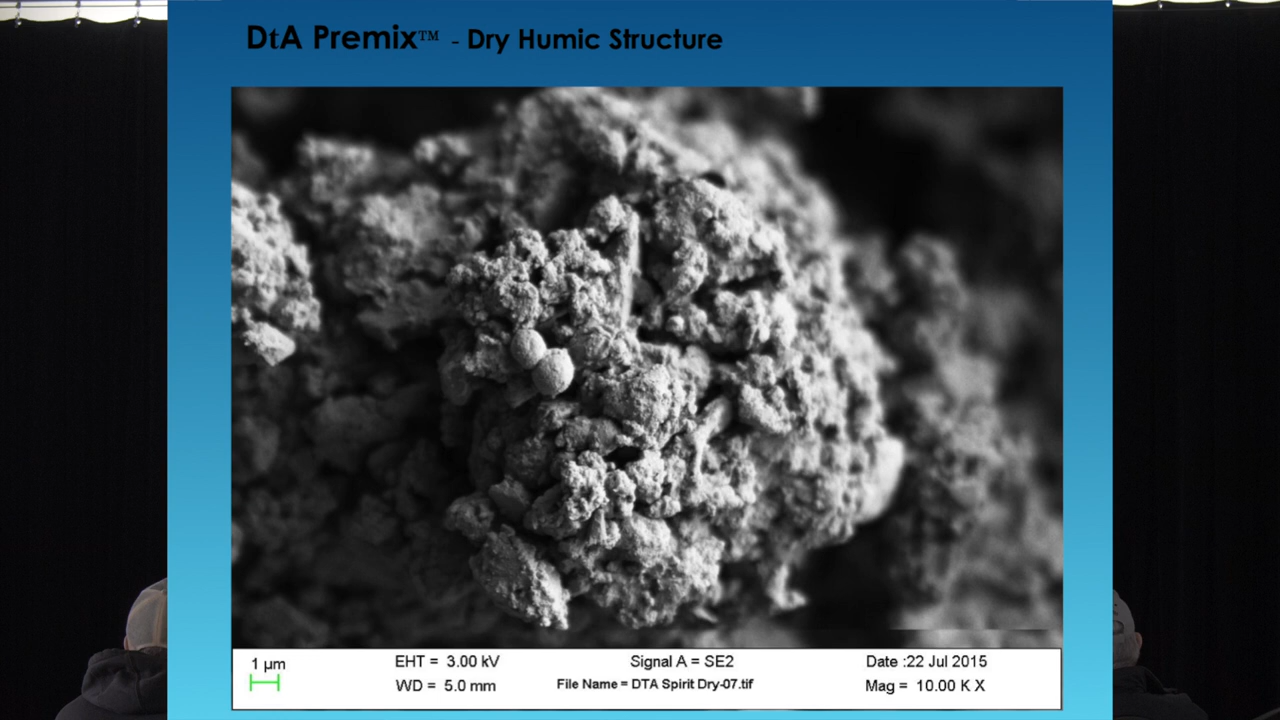 DtA Premix™ - Dry Humic Structure
1 µm EHT = 3.00 kV Signal A = SE2 Date :22 Jul 2015
WD = 5.0 mm File Name = DTA Spirit Dry-07.tif Mag = 10.00 K X